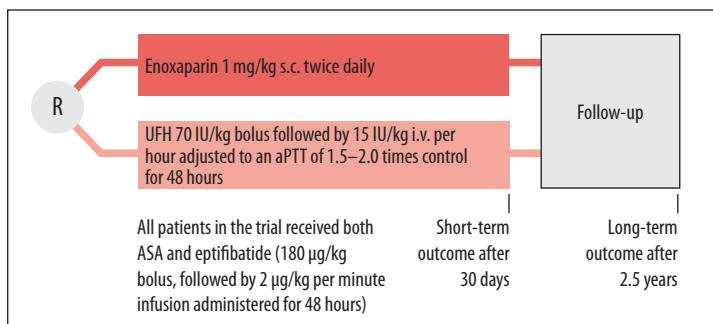 Enoxaparin 1 mg/kg s.c. twice daily
R
Follow-up
UFH 70 IU/kg bolus followed by 15 IU/kg i.v. per
hour adjusted to an aPTT of 1.5–2.0 times control
for 48 hours
All patients in the trial received both
ASA and eptifibatide (180 µg/kg
bolus, followed by 2 µg/kg per minute
infusion administered for 48 hours)
Short-term
outcome after
30 days
Long-term
outcome after
2.5 years